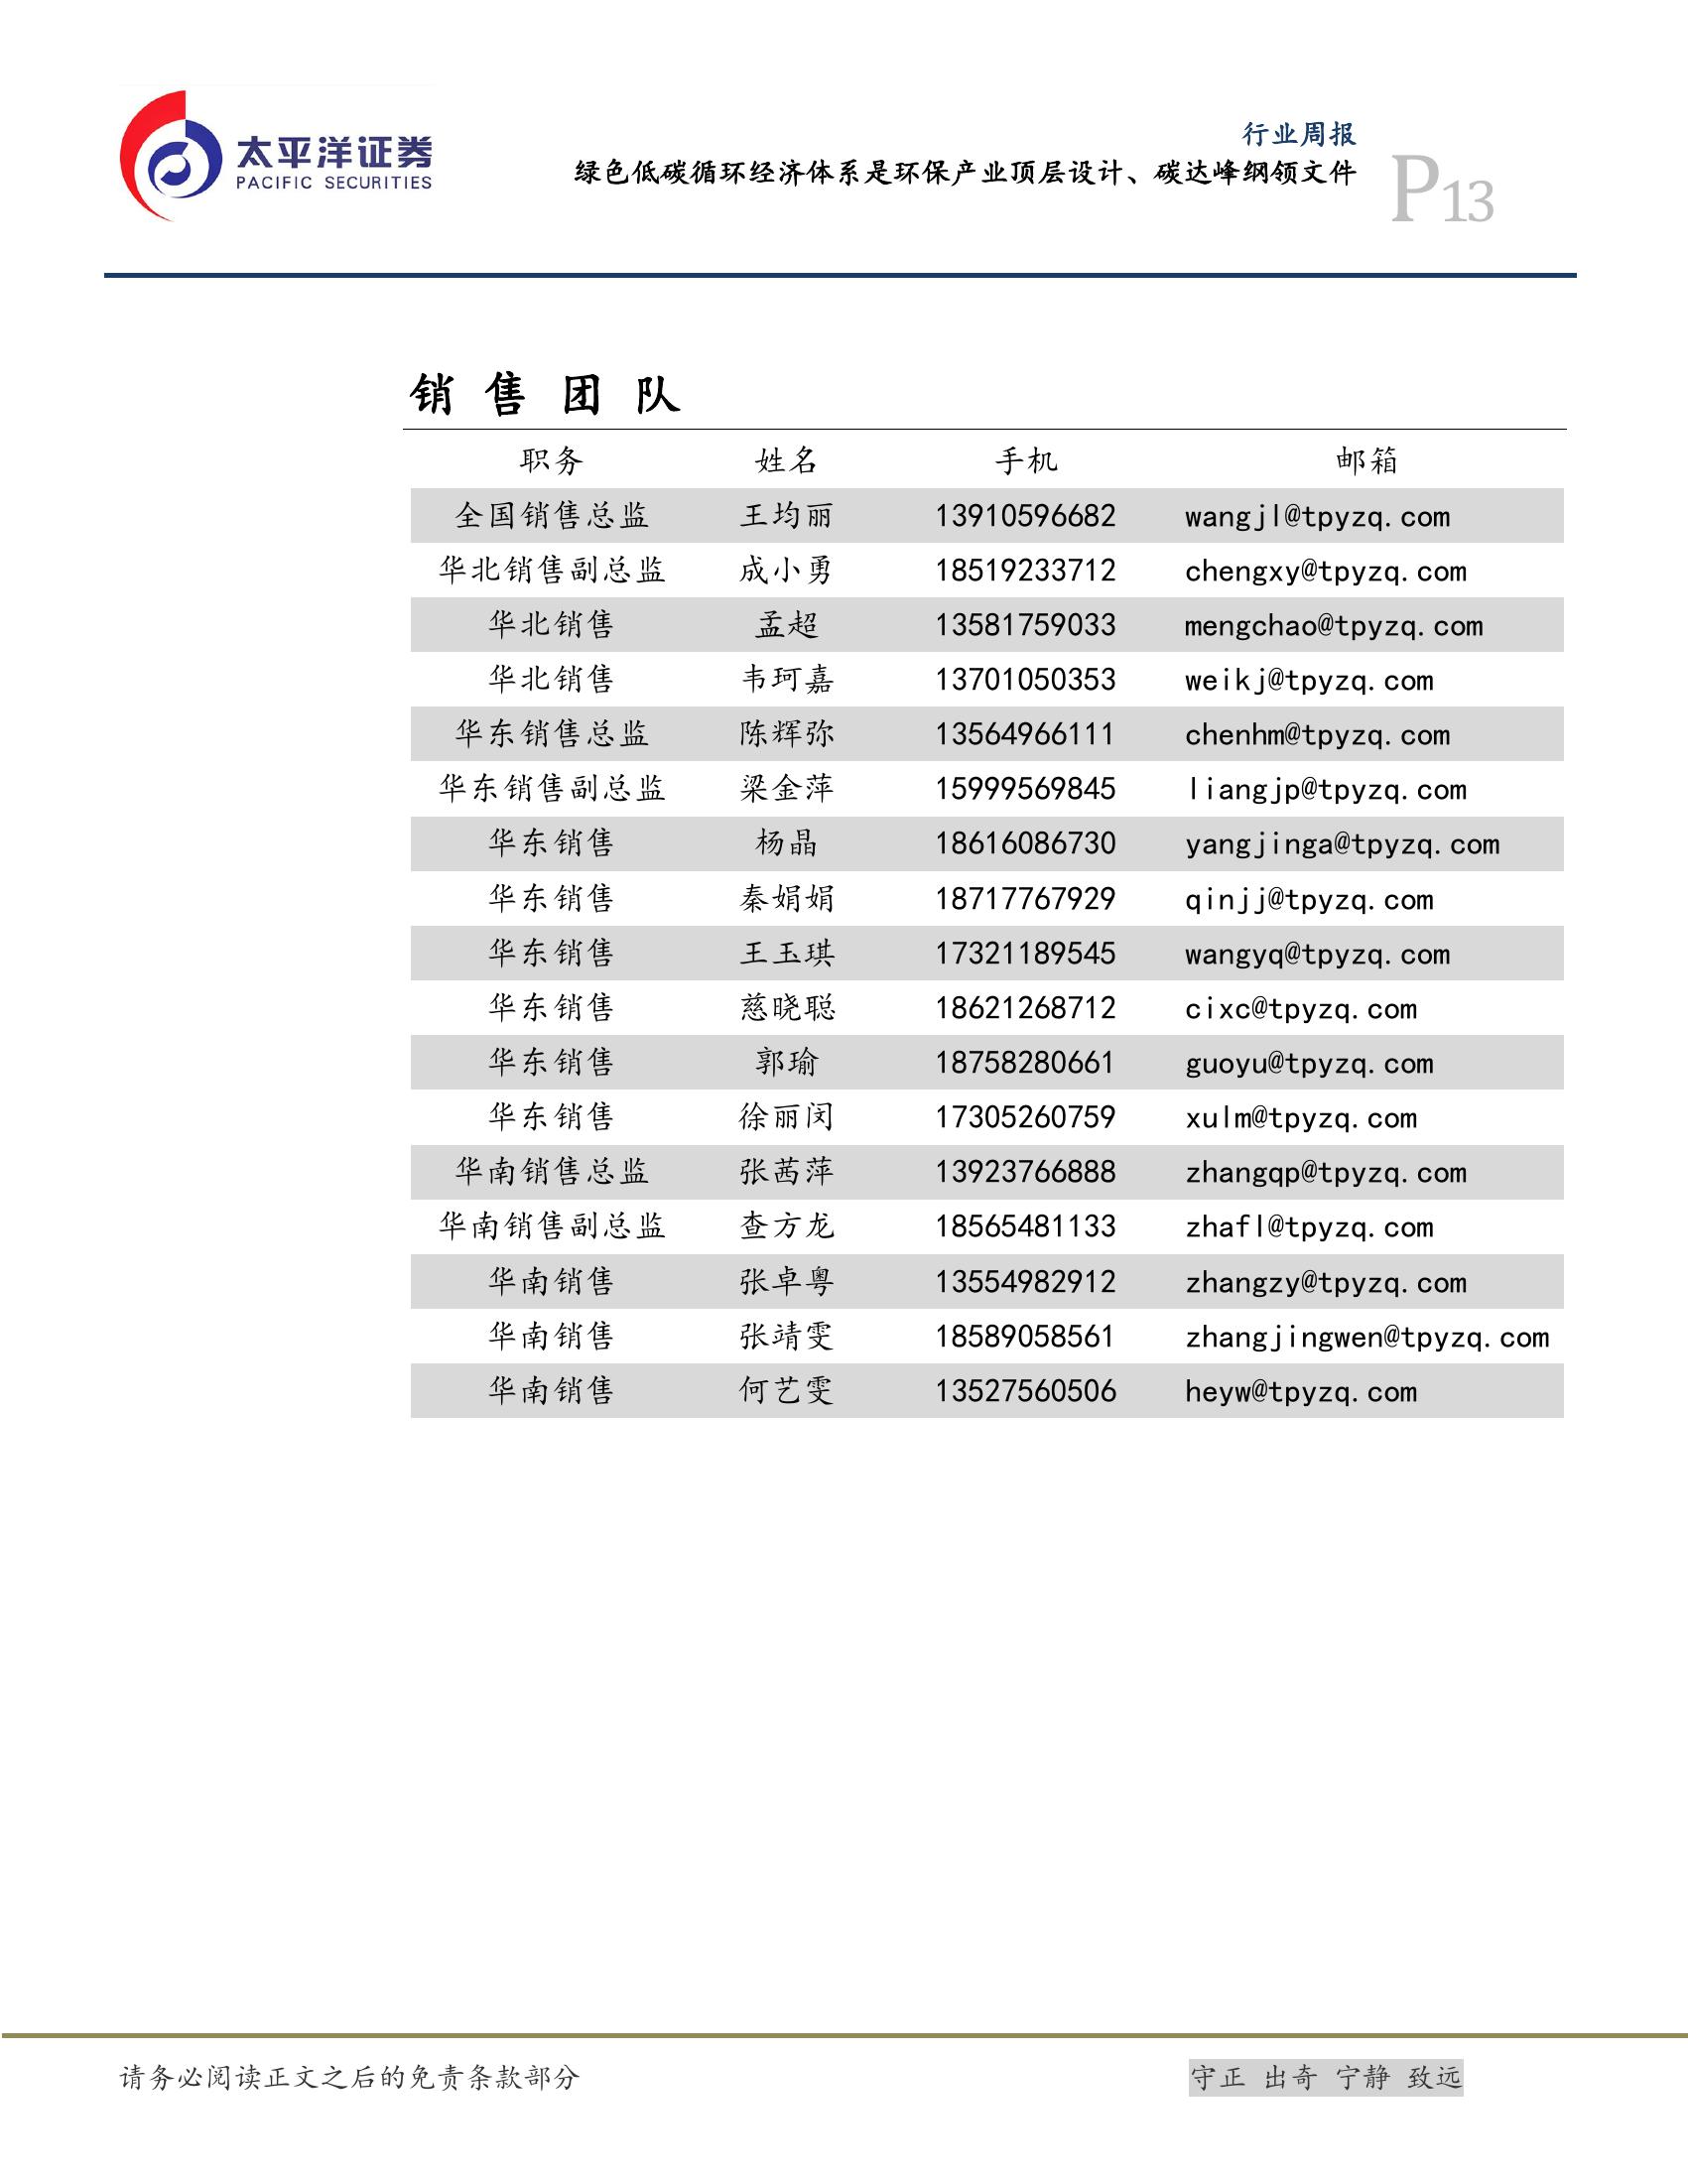 太平洋证券
PACIFIC SECURITIES
行业周报
绿色低碳循环经济体系是环保产业顶层设计、碳达峰纲领文件
P13
销 售 团 队
职务 姓名 手机 邮箱
全国销售总监 王均丽 13910596682 wangjl@tpyzq.com
华北销售副总监 成小勇 18519233712 chengxy@tpyzq.com
华北销售 孟超 13581759033 mengchao@tpyzq.com
华北销售 韦珂嘉 13701050353 weikj@tpyzq.com
华东销售总监 陈辉弥 13564966111 chenhm@tpyzq.com
华东销售副总监 梁金萍 15999569845 liangjp@tpyzq.com
华东销售 杨晶 18616086730 yangjinga@tpyzq.com
华东销售 秦娟娟 18717767929 qinjj@tpyzq.com
华东销售 王玉琪 17321189545 wangyq@tpyzq.com
华东销售 慈晓聪 18621268712 cixc@tpyzq.com
华东销售 郭瑜 18758280661 guoyu@tpyzq.com
华东销售 徐丽闵 17305260759 xulm@tpyzq.com
华南销售总监 张茜萍 13923766888 zhangqp@tpyzq.com
华南销售副总监 查方龙 18565481133 zhafl@tpyzq.com
华南销售 张卓粤 13554982912 zhangzy@tpyzq.com
华南销售 张靖雯 18589058561 zhangjingwen@tpyzq.com
华南销售 何艺雯 13527560506 heyw@tpyzq.com
请务必阅读正文之后的免责条款部分 守正 出奇 宁静 致远